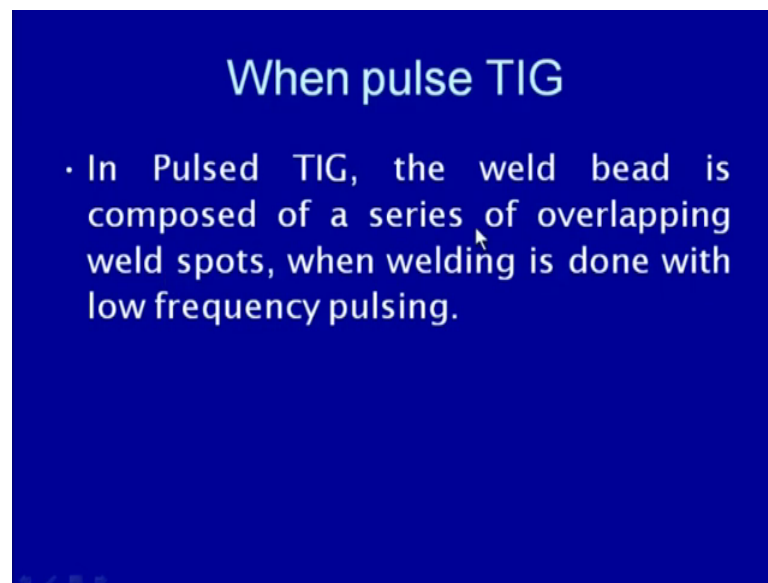 When pulse TIG
· In Pulsed TIG, the weld bead is
composed of a series of overlapping
weld spots, when welding is done with
low frequency pulsing.